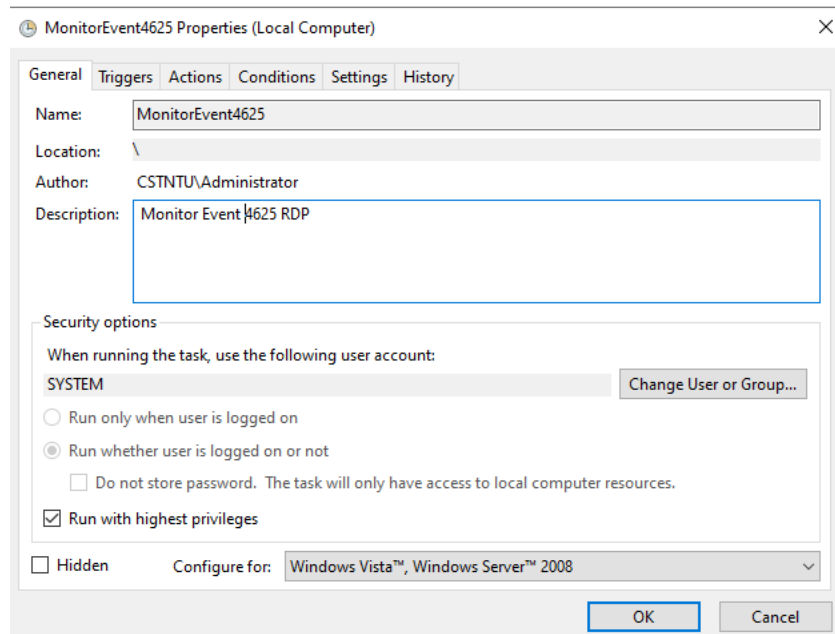 MonitorEvent4625 Properties (Local Computer)
General Triggers Actions Conditions Settings History
Name: MonitorEvent4625
Location: \
Author: CSTNTU\Administrator
Description: Monitor Event 4625 RDP
Security options
When running the task, use the following user account:
SYSTEM Change User or Group...
Run only when user is logged on
Run whether user is logged on or not
Do not store password. The task will only have access to local computer resources.
Run with highest privileges
Hidden Configure for: Windows Vista™, Windows Server™ 2008
OK Cancel